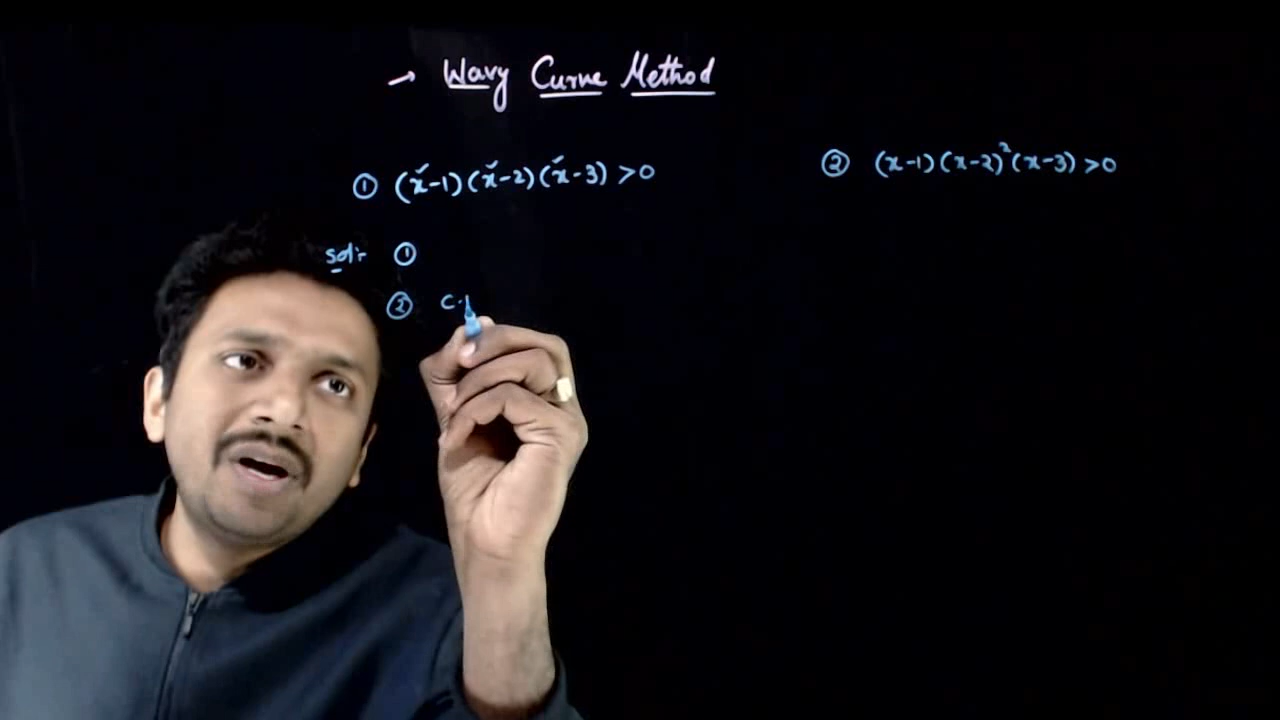 → Wavy Curve Method
① (x-1)(x-2)(x-3) >0
② (x-1)(x-2)²(x-3) >0
Sol:- ①
② C.